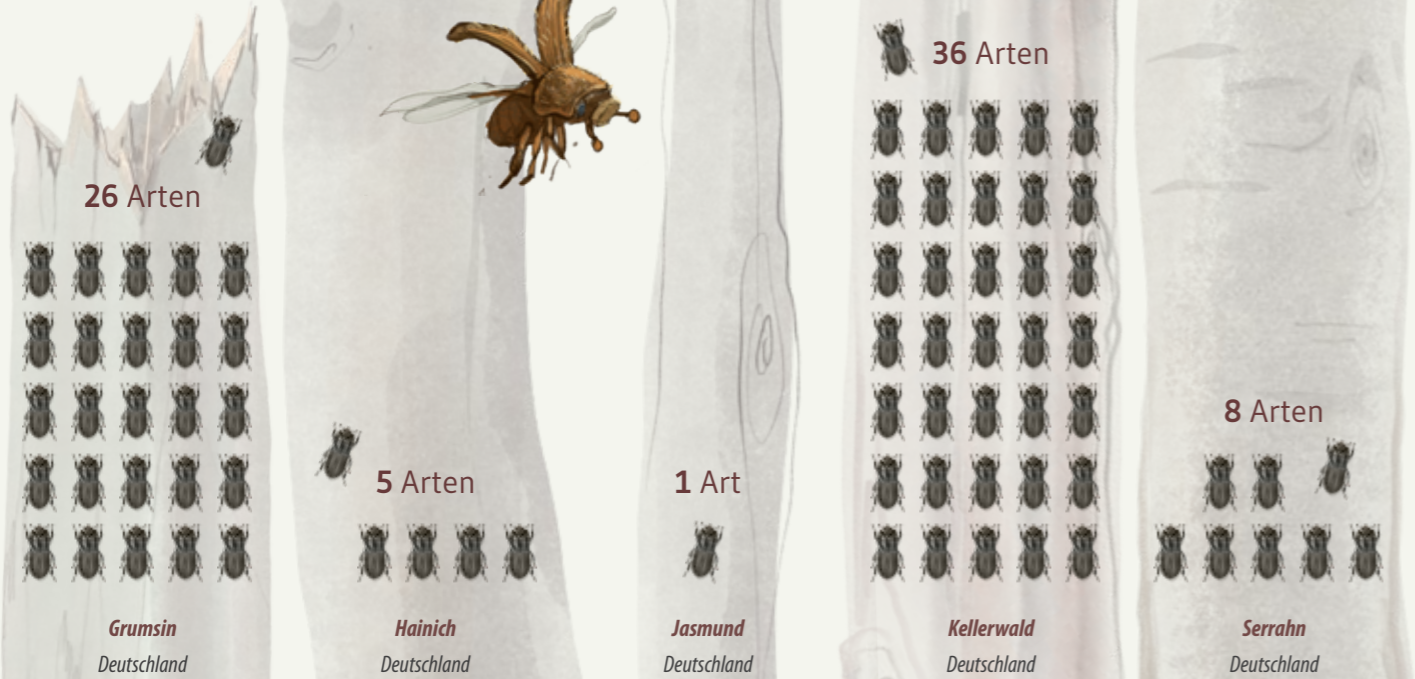 36 Arten
26 Arten
8 Arten
5 Arten
1 Art
Grumsin
Deutschland
Hainich
Deutschland
Jasmund
Deutschland
Kellerwald
Deutschland
Serrahn
Deutschland